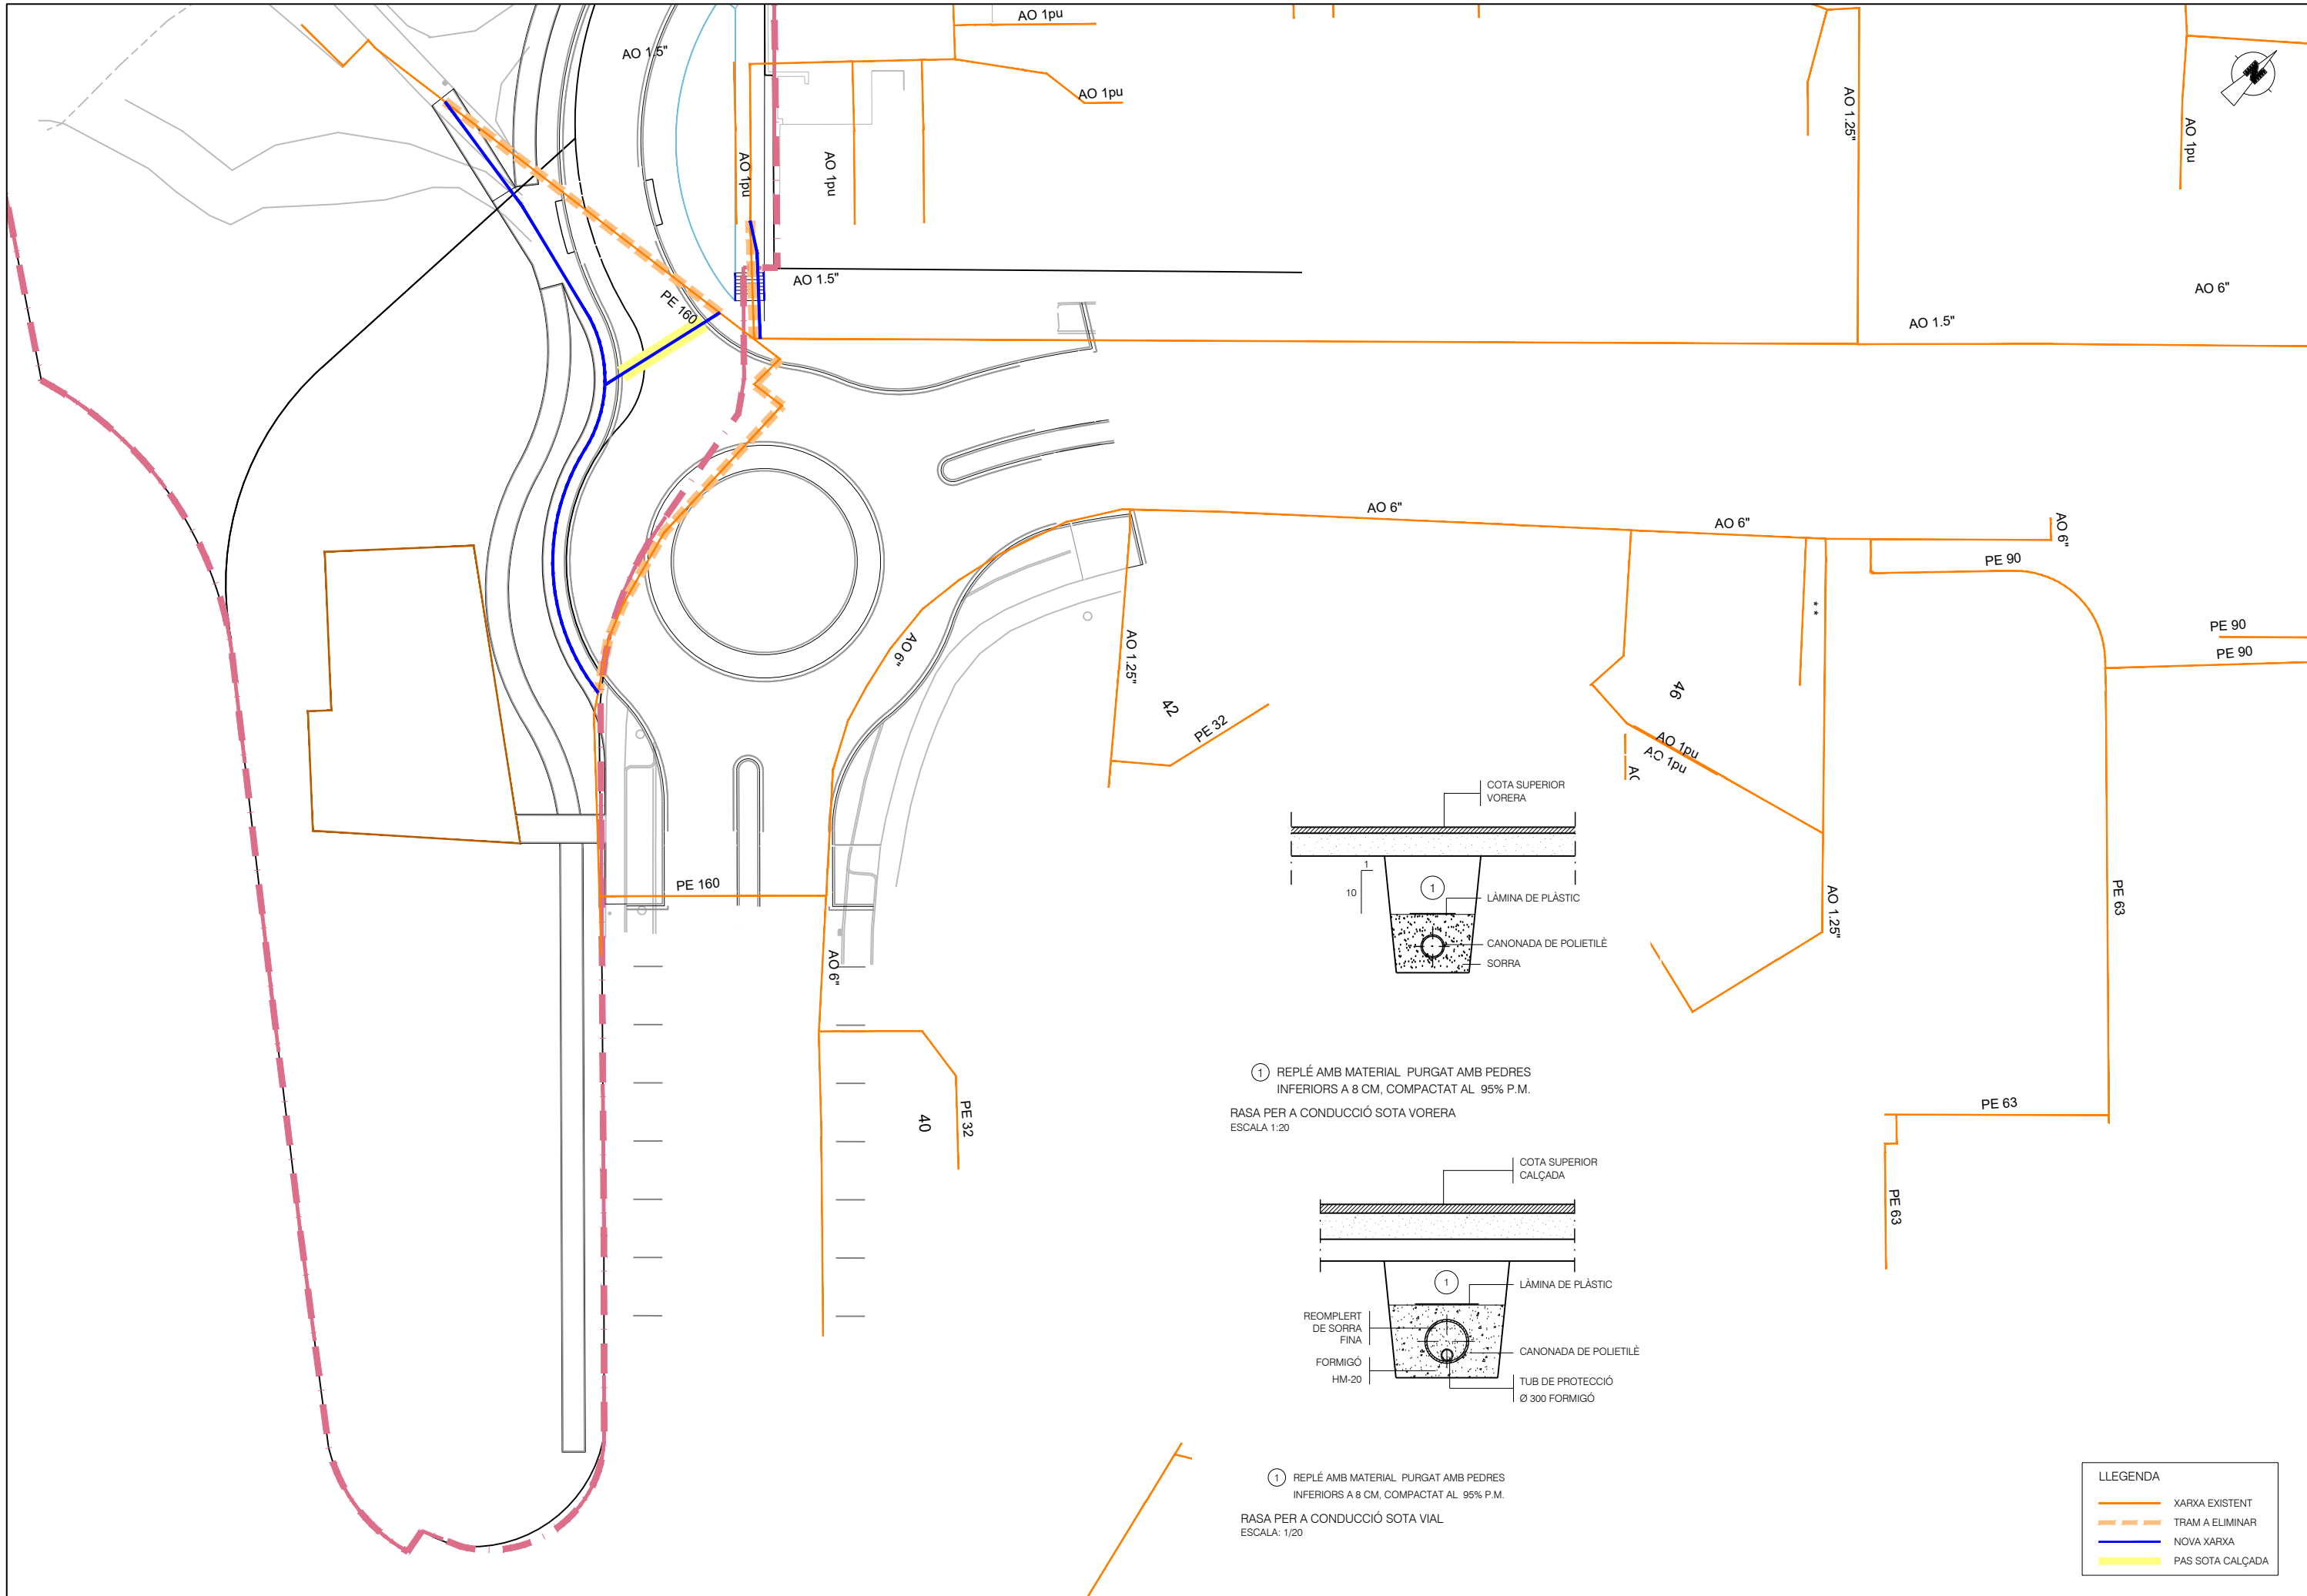 AO 1pu
AO 1.5"
AO 1pu
AO 1.25"
AO 1pu
AO 1pu
AO 1pu
N
AO 1.5"
PE 160
AO 6"
AO 1.5"
AO 6"
AO 6"
AO 6"
PE 90
AO 6"
AO 1.25"
* *
PE 90
PE 90
42
46
PE 32
AO 1pu
AO 1pu
COTA SUPERIOR
VORERA
1
10
1
LÀMINA DE PLÀSTIC
CANONADA DE POLIETILÈ
SORRA
PE 160
AO 1.25"
PE 63
AO 6"
1 REPLÉ AMB MATERIAL PURGAT AMB PEDRES
INFERIORS A 8 CM, COMPACTAT AL 95% P.M.
RASA PER A CONDUCCIÓ SOTA VORERA
ESCALA 1:20
40
PE 32
PE 63
PE 63
COTA SUPERIOR
CALÇADA
1
LÀMINA DE PLÀSTIC
REOMPLERT
DE SORRA
FINA
CANONADA DE POLIETILÈ
FORMIGÓ
HM-20
TUB DE PROTECCIÓ
Ø 300 FORMIGÓ
1 REPLÉ AMB MATERIAL PURGAT AMB PEDRES
INFERIORS A 8 CM, COMPACTAT AL 95% P.M.
RASA PER A CONDUCCIÓ SOTA VIAL
ESCALA: 1/20
LLEGENDA
XARXA EXISTENT
TRAM A ELIMINAR
NOVA XARXA
PAS SOTA CALÇADA